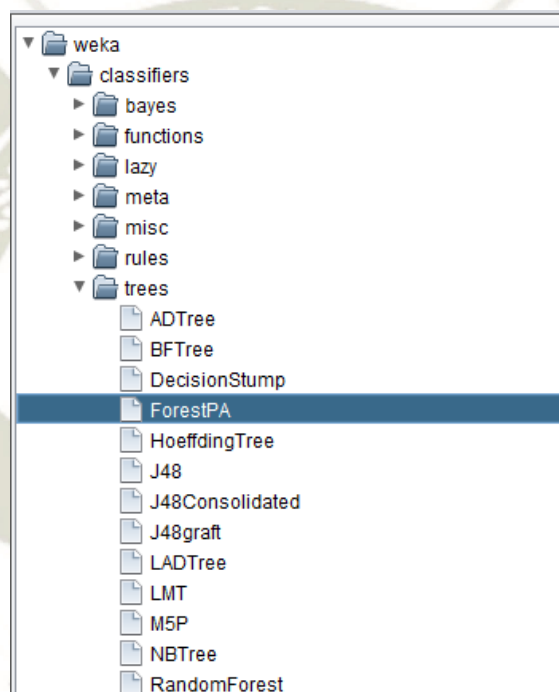 weka
classifiers
bayes
functions
lazy
meta
misc
rules
trees
ADTree
BFTree
DecisionStump
ForestPA
HoeffdingTree
J48
J48Consolidated
J48graft
LADTree
LMT
M5P
NBTree
RandomForest